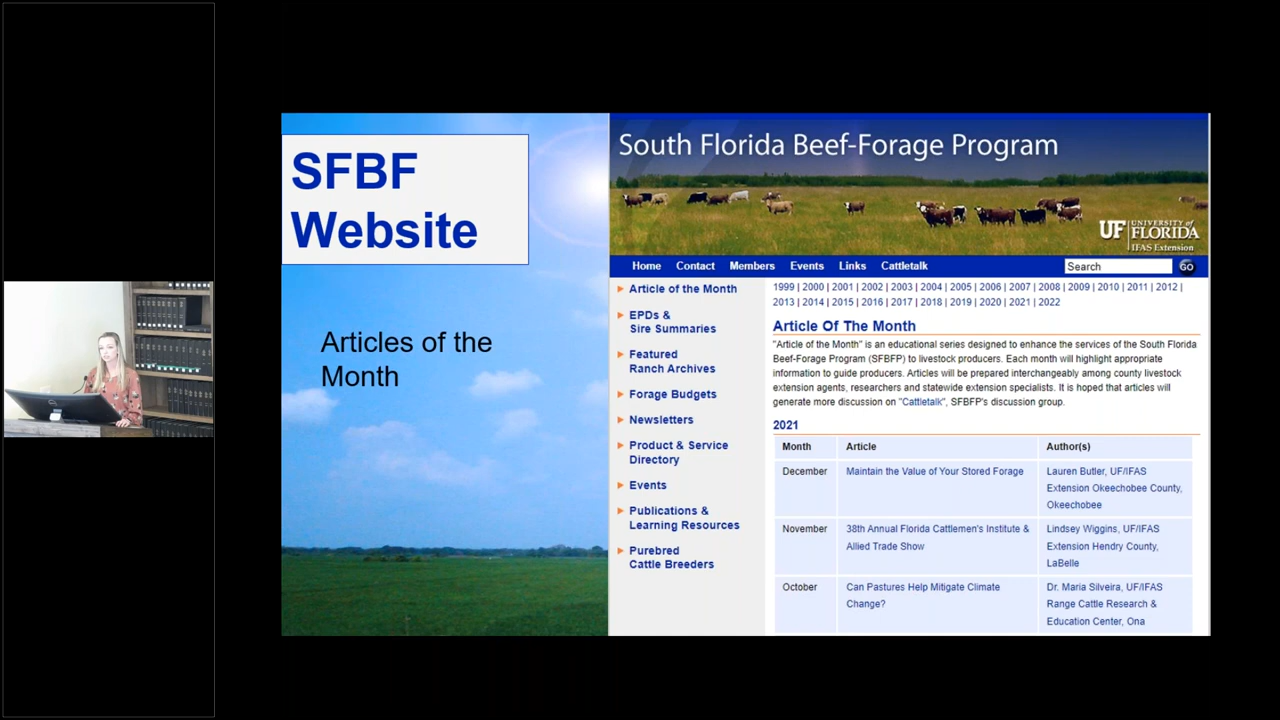 SFBF
Website
Articles of the
Month
South Florida Beef-Forage Program
UF UNIVERSITY of
FLORIDA
IFAS Extension
Home Contact Members Events Links Cattletalk Search GO
Article of the Month
EPDs &
Sire Summaries
Featured
Ranch Archives
Forage Budgets
Newsletters
Product & Service
Directory
Events
Publications &
Learning Resources
Purebred
Cattle Breeders
1999 | 2000 | 2001 | 2002 | 2003 | 2004 | 2005 | 2006 | 2007 | 2008 | 2009 | 2010 | 2011 | 2012 |
2013 | 2014 | 2015 | 2016 | 2017 | 2018 | 2019 | 2020 | 2021 | 2022
Article Of The Month
"Article of the Month" is an educational series designed to enhance the services of the South Florida
Beef-Forage Program (SFBFP) to livestock producers. Each month will highlight appropriate
information to guide producers. Articles will be prepared interchangeably among county livestock
extension agents, researchers and statewide extension specialists. It is hoped that articles will
generate more discussion on "Cattletalk", SFBFP's discussion group.
2021
Month Article Author(s)
December Maintain the Value of Your Stored Forage Lauren Butler, UF/IFAS
Extension Okeechobee County,
Okeechobee
November 38th Annual Florida Cattlemen's Institute & Lindsey Wiggins, UF/IFAS
Allied Trade Show Extension Hendry County,
LaBelle
October Can Pastures Help Mitigate Climate Dr. Maria Silveira, UF/IFAS
Change? Range Cattle Research &
Education Center, Ona